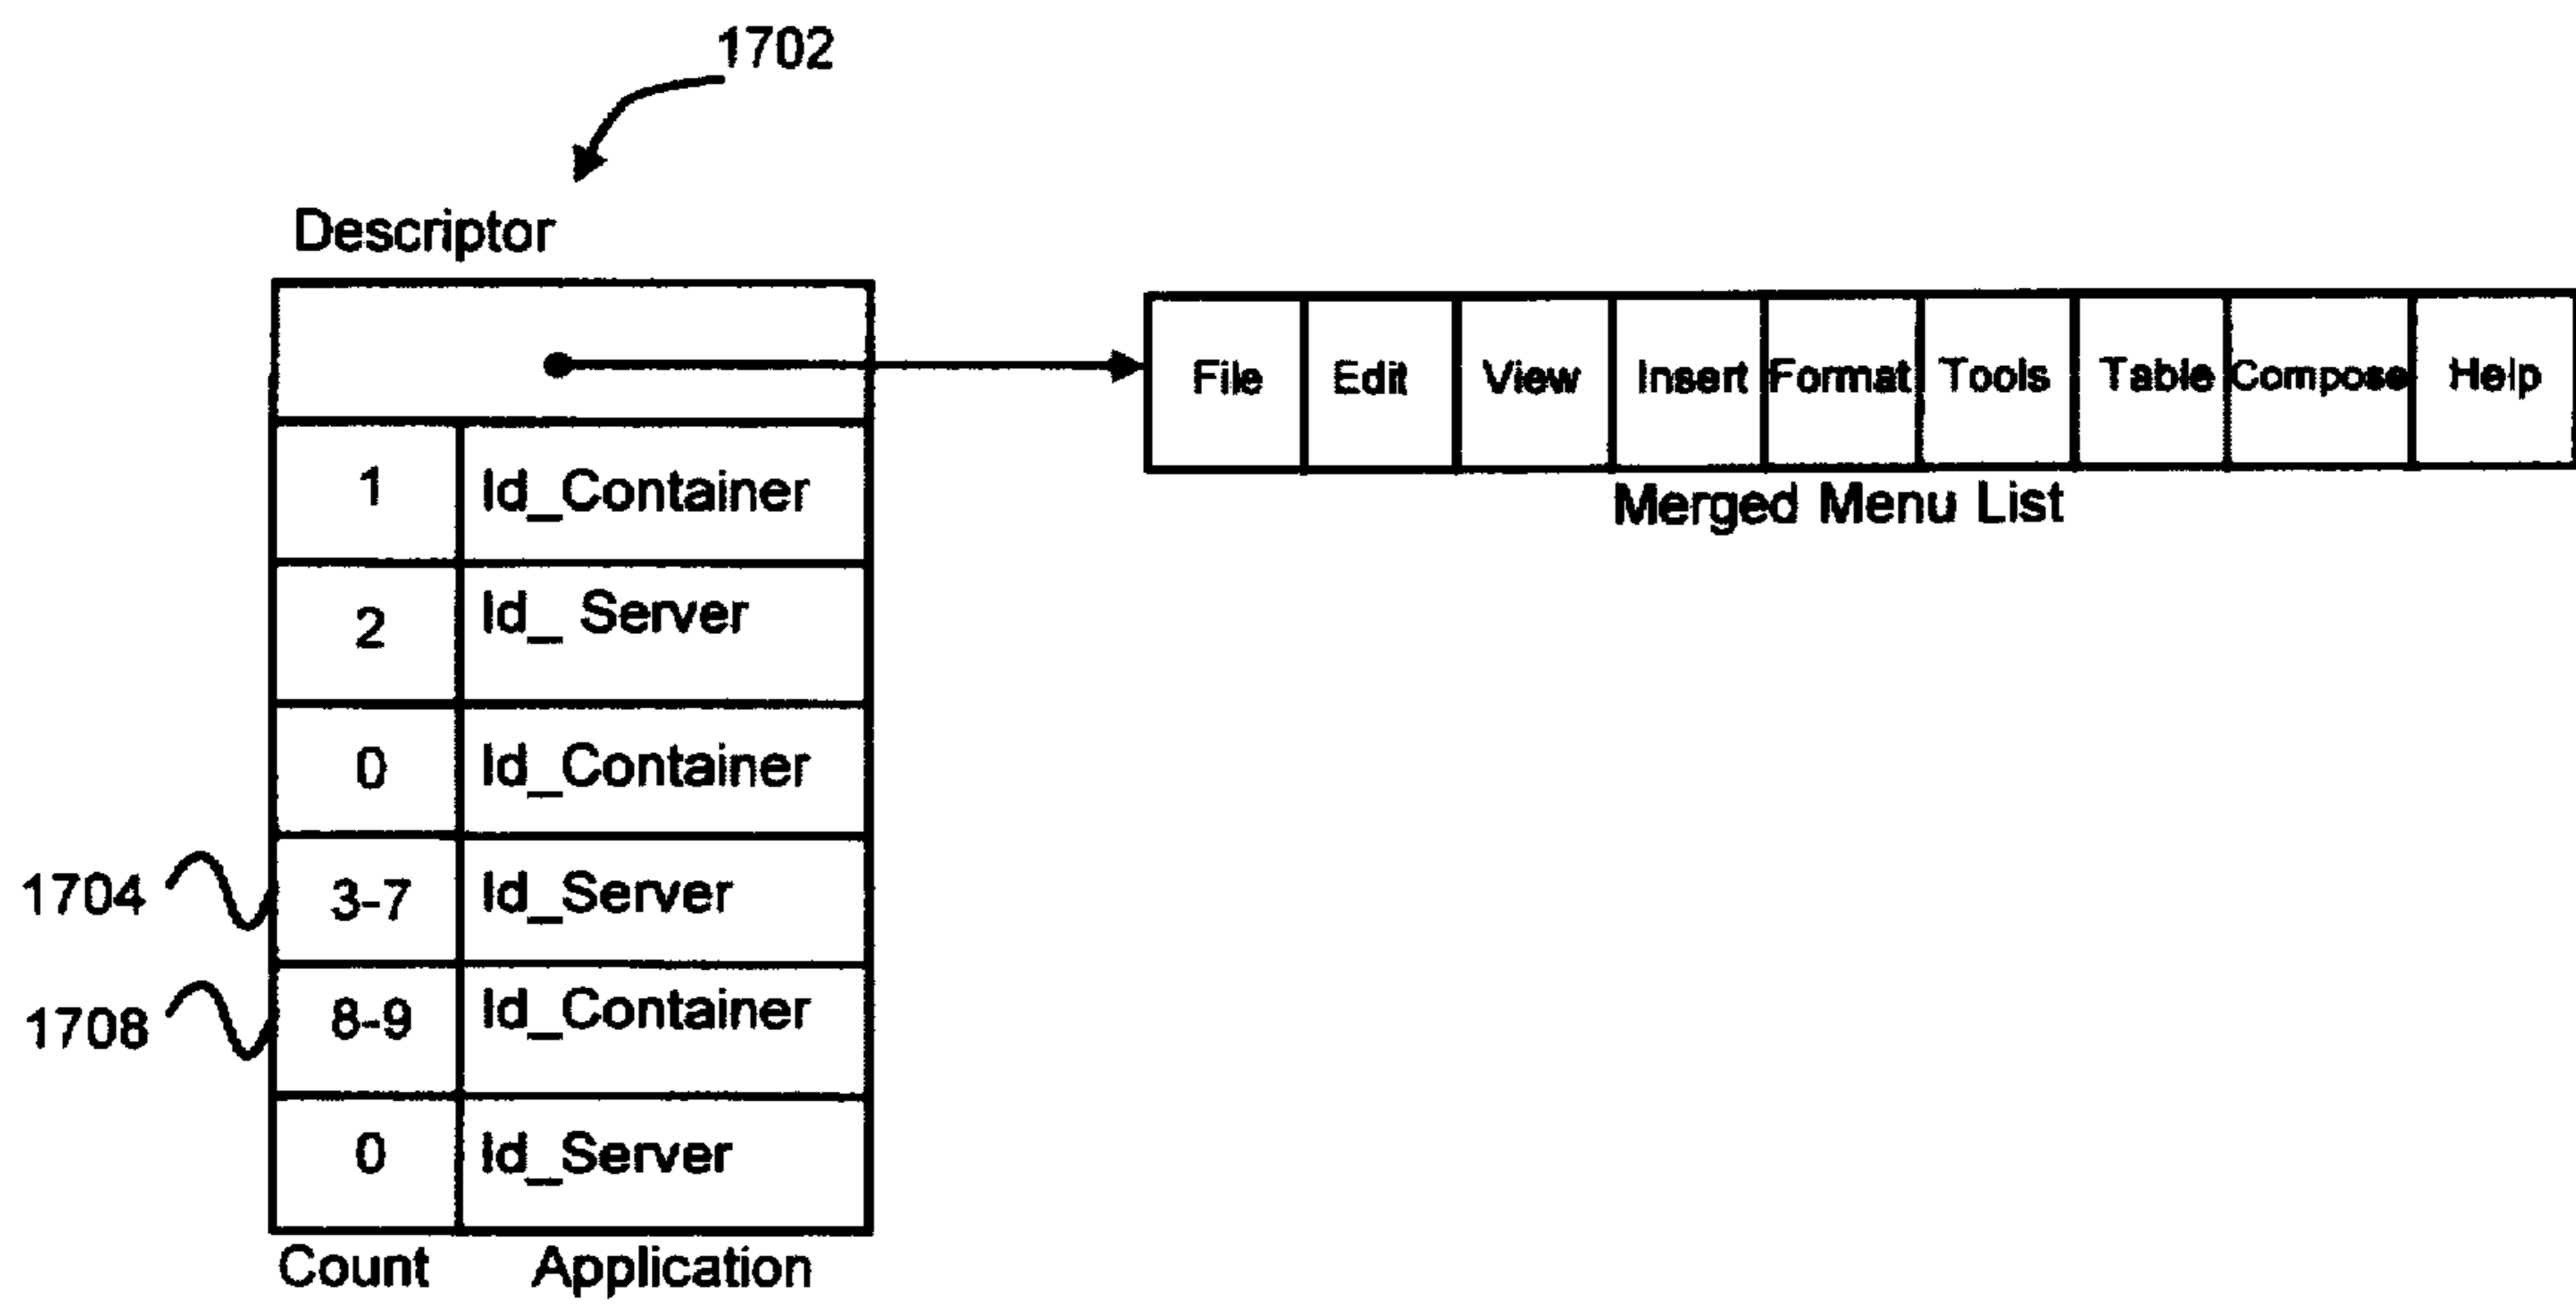 1702
Descriptor
File Edit View Insert Format Tools Table Compose Help
Merged Menu List
1 Id_Container
2 Id_ Server
0 Id_Container
1704 3-7 Id_Server
1708 8-9 Id_Container
0 Id_Server
Count Application